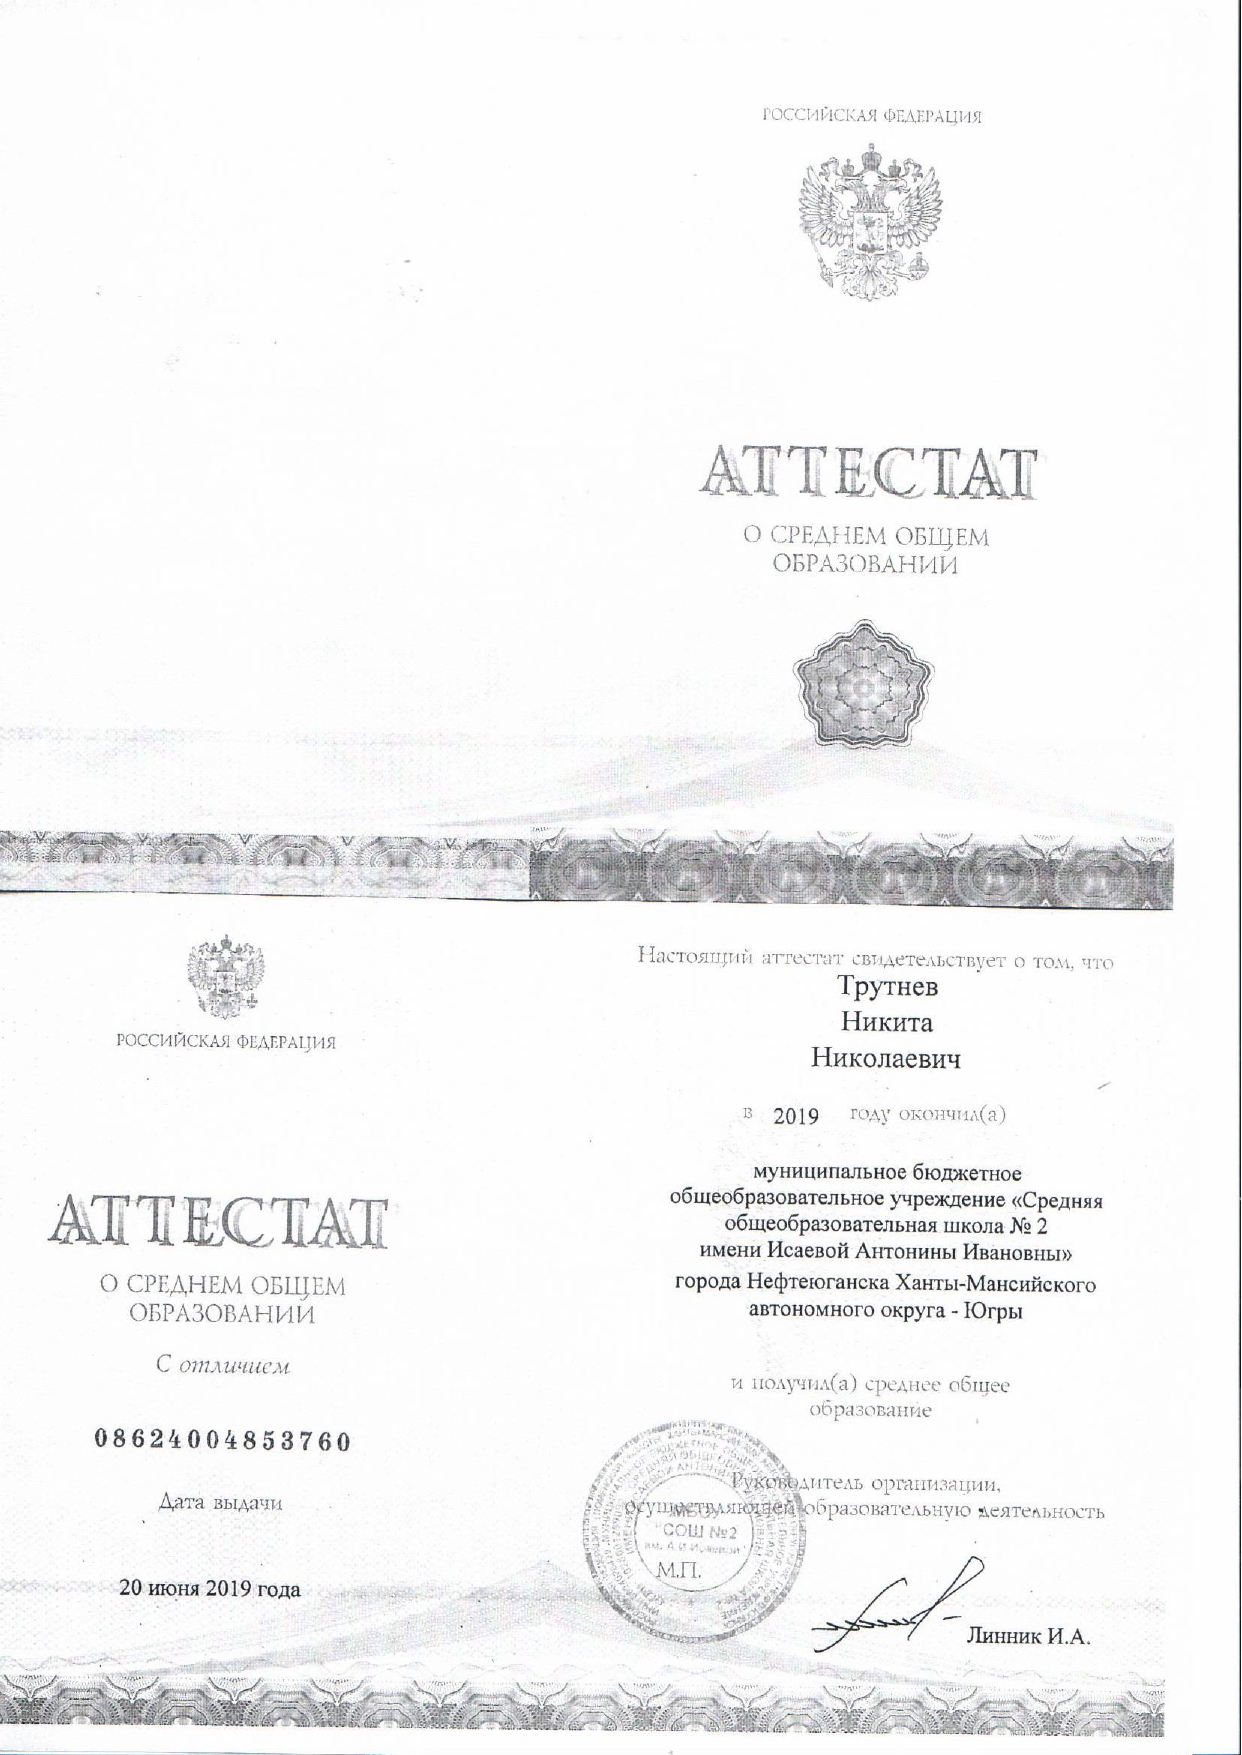 РОССИЙСКАЯ ФЕДЕРАЦИЯ
АТТЕСТАТ
О СРЕДНЕМ ОБЩЕМ
ОБРАЗОВАНИИ
РОССИЙСКАЯ ФЕДЕРАЦИЯ
АТТЕСТАТ
О СРЕДНЕМ ОБЩЕМ
ОБРАЗОВАНИИ
С отличием
08624004853760
Дата выдачи
20 июня 2019 года
Настоящий аттестат свидетельствует о том, что
Трутнев
Никита
Николаевич
в 2019 году окончил(а)
муниципальное бюджетное
общеобразовательное учреждение «Средняя
общеобразовательная школа № 2
имени Исаевой Антонины Ивановны»
города Нефтеюганска Ханты-Мансийского
автономного округа - Югры
и получил(а) среднее общее
образование
Руководитель организации,
осуществляющей образовательную деятельность
СОШ №2
М.П.
Линник И.А.